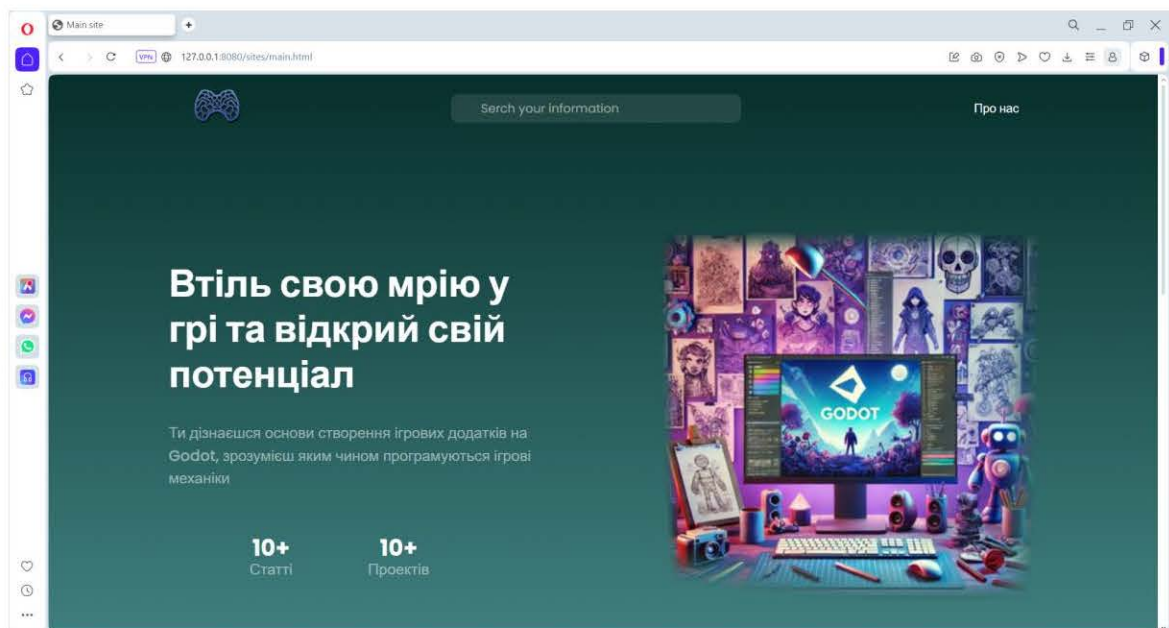 Main site
VPN
127.0.0.1:8080/sites/main.html
Serch your information
Про нас
Втіль свою мрію у
грі та відкрий свій
потенціал
Ти дізнаєшся основи створення ігрових додатків на
Godot, зрозумієш яким чином програмуються ігрові
механіки
10+
Статті
10+
Проектів
GODOT